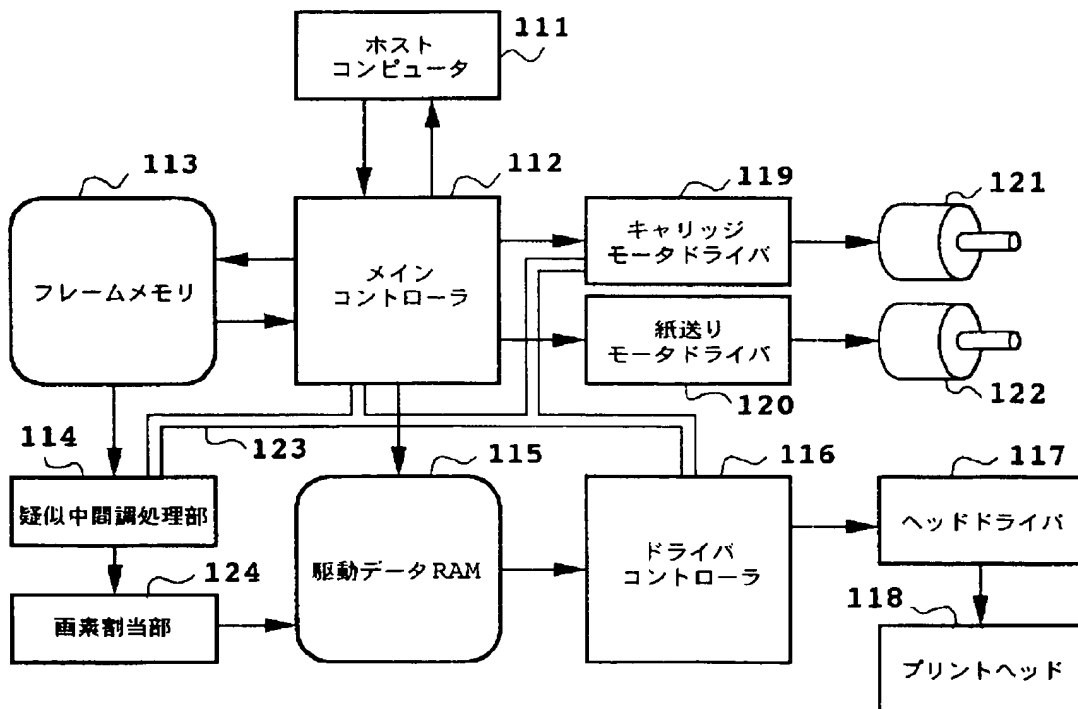 111
ホスト
コンピュータ
113
112
119
121
キャリッジ
モータドライバ
フレームメモリ
メイン
コントローラ
紙送り
モータドライバ
120
122
114
123
115
116
117
疑似中間調処理部
ヘッドドライバ
124
駆動データRAM
ドライバ
コントローラ
画素割当部
118
プリントヘッド